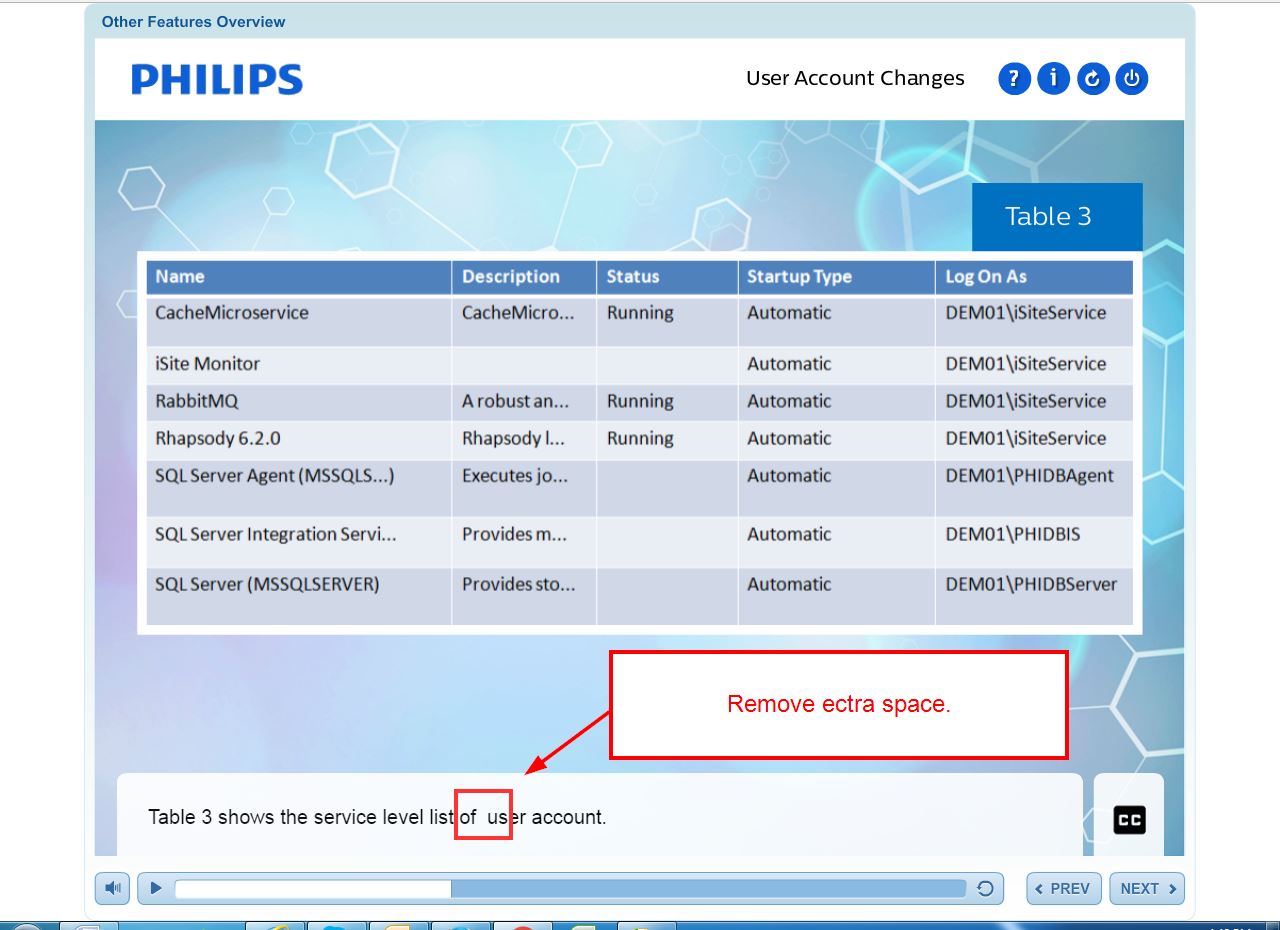 Other Features Overview
PHILIPS
User Account Changes
? i
Table 3
Name Description Status Startup Type Log On As
CacheMicroservice CacheMicro... Running Automatic DEM01\iSiteService
iSite Monitor Automatic DEM01\iSiteService
RabbitMQ A robust an... Running Automatic DEM01\iSiteService
Rhapsody 6.2.0 Rhapsody I... Running Automatic DEM01\iSiteService
SQL Server Agent (MSSQLS...) Executes jo... Automatic DEM01\PHIDBAgent
SQL Server Integration Servi... Provides m... Automatic DEM01\PHIDBIS
SQL Server (MSSQLSERVER) Provides sto... Automatic DEM01\PHIDBServer
Remove ectra space.
Table 3 shows the service level list of  user account.
CC
PREV NEXT